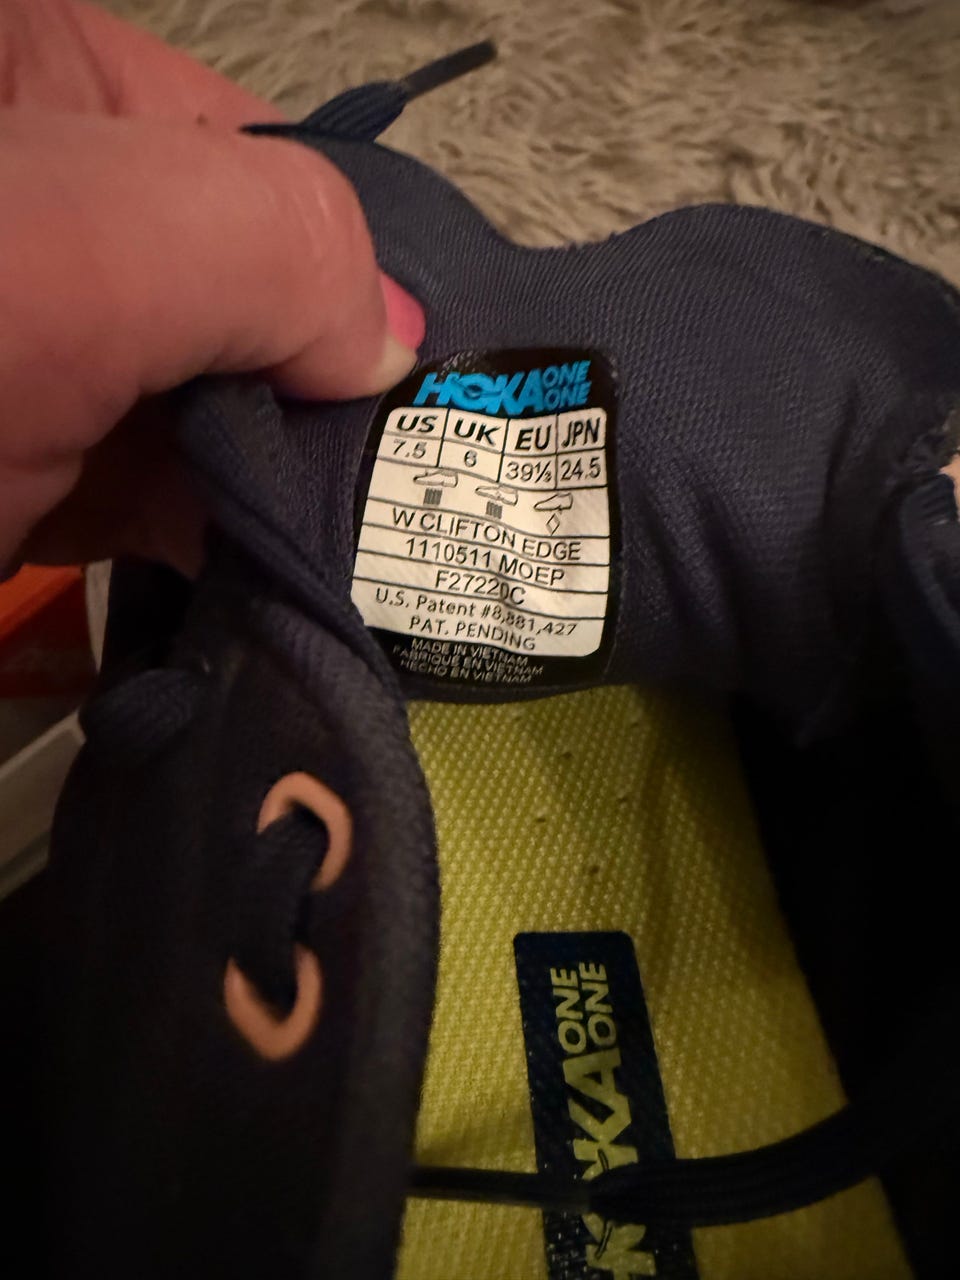 HOKA ONE ONE
US UK EU JPN
7.5 6 39⅓ 24.5
W CLIFTON EDGE
1110511 MOEP
F27220C
U.S. Patent #8,881,427
PAT. PENDING
MADE IN VIETNAM
FABRIQUÉ EN VIETNAM
HECHO EN VIETNAM
HOKA ONE ONE